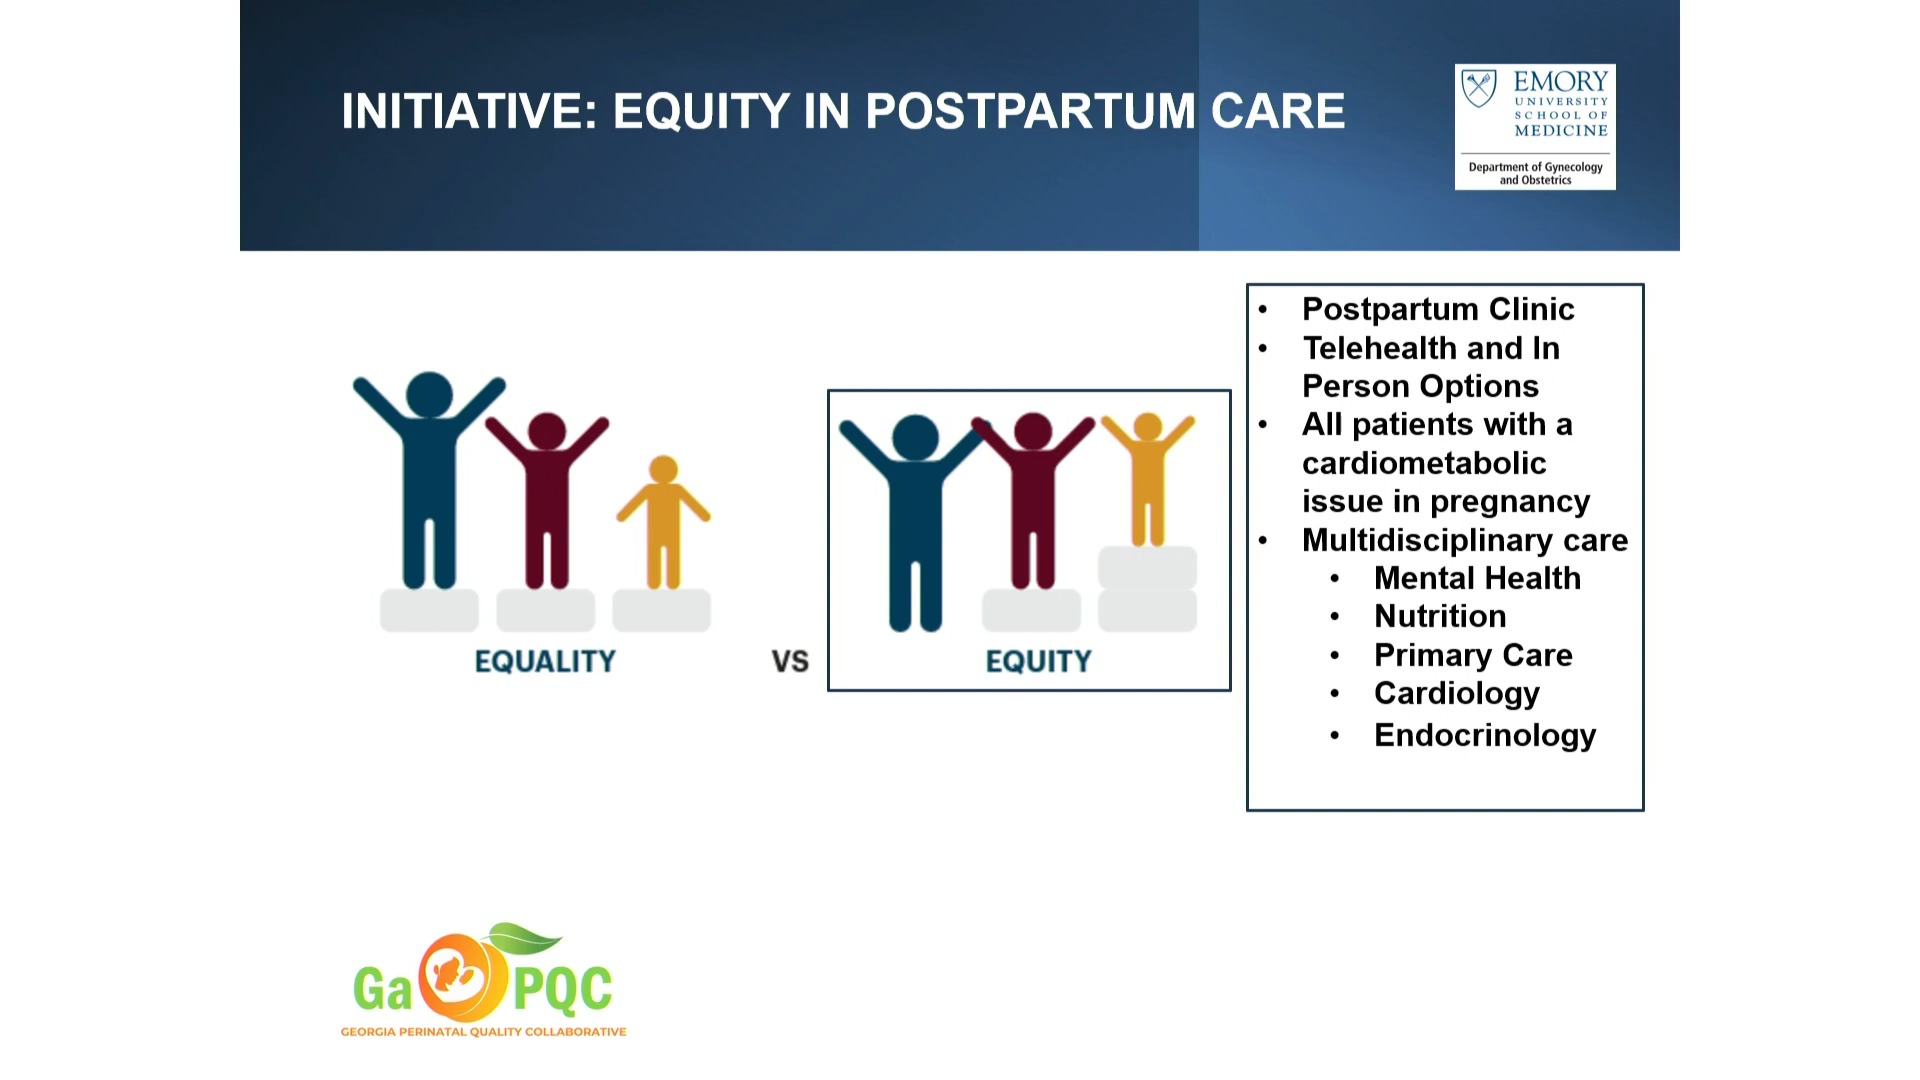 INITIATIVE: EQUITY IN POSTPARTUM CARE
EMORY
UNIVERSITY
SCHOOL OF
MEDICINE
Department of Gynecology
and Obstetrics
EQUALITY
VS
EQUITY
• Postpartum Clinic
• Telehealth and In
Person Options
• All patients with a
cardiometabolic
issue in pregnancy
• Multidisciplinary care
• Mental Health
• Nutrition
• Primary Care
• Cardiology
• Endocrinology
Ga PQC
GEORGIA PERINATAL QUALITY COLLABORATIVE